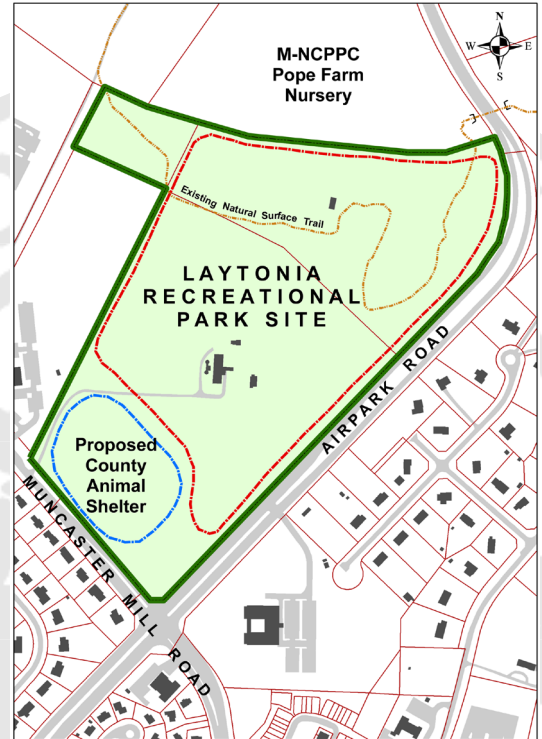 N
W E
S
M-NCPPC
Pope Farm
Nursery
Existing Natural Surface Trail
LAYTONIA
RECREATIONAL
PARK SITE
AIRPARK ROAD
Proposed
County
Animal
Shelter
MUNCASTER MILL ROAD